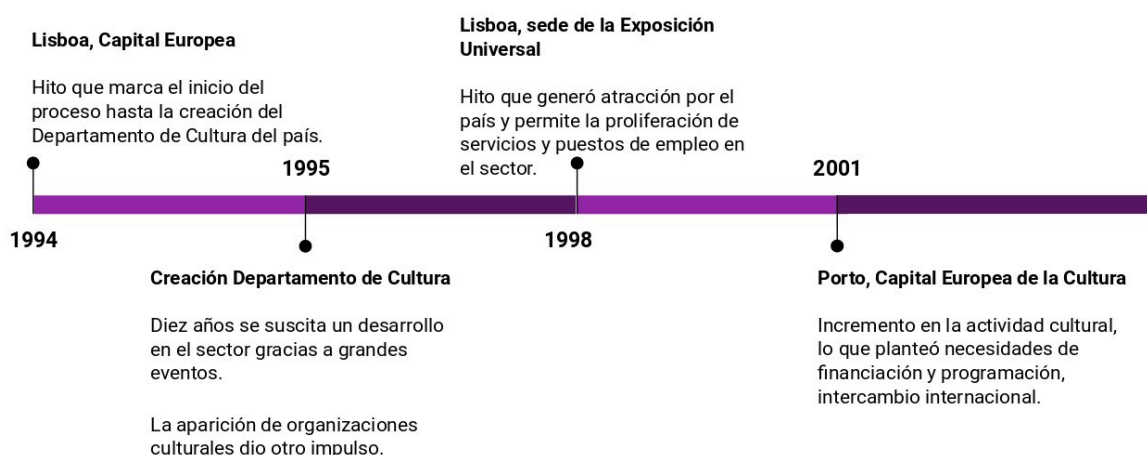 Lisboa, Capital Europea
Hito que marca el inicio del
proceso hasta la creación del
Departamento de Cultura del país.
1994
1995
Creación Departamento de Cultura
Diez años se suscita un desarrollo
en el sector gracias a grandes
eventos.
La aparición de organizaciones
culturales dio otro impulso.
Lisboa, sede de la Exposición
Universal
Hito que generó atracción por el
país y permite la proliferación de
servicios y puestos de empleo en
el sector.
1998
2001
Porto, Capital Europea de la Cultura
Incremento en la actividad cultural,
lo que planteó necesidades de
financiación y programación,
intercambio internacional.